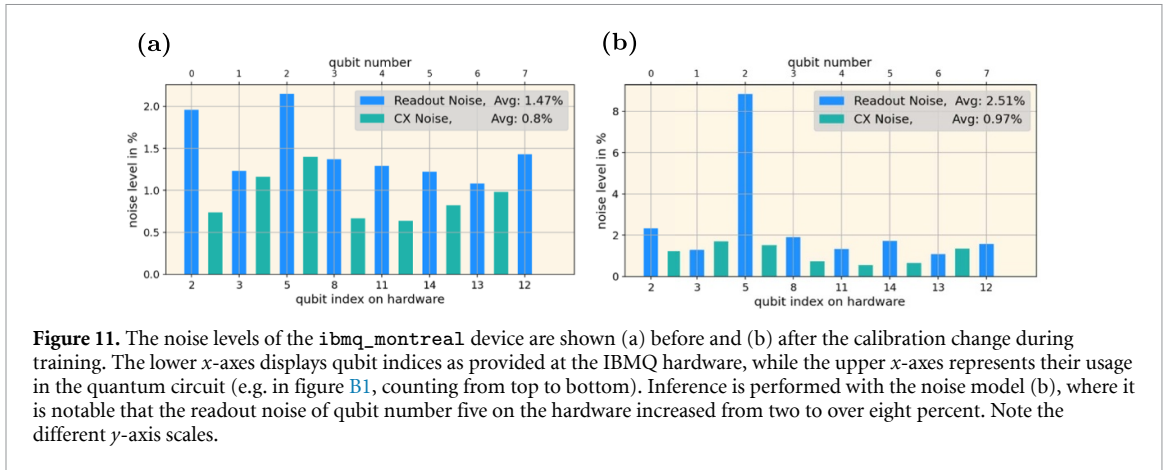 (a)
qubit number
0 1 2 3 4 5 6 7
Readout Noise, Avg: 1.47%
CX Noise, Avg: 0.8%
noise level in %
2.0
1.5
1.0
0.5
0.0
2 3 5 8 11 14 13 12
qubit index on hardware
(b)
qubit number
0 1 2 3 4 5 6 7
Readout Noise, Avg: 2.51%
CX Noise, Avg: 0.97%
noise level in %
8
6
4
2
0
2 3 5 8 11 14 13 12
qubit index on hardware
Figure 11. The noise levels of the ibmq_montreal device are shown (a) before and (b) after the calibration change during
training. The lower x-axes displays qubit indices as provided at the IBMQ hardware, while the upper x-axes represents their usage
in the quantum circuit (e.g. in figure B1, counting from top to bottom). Inference is performed with the noise model (b), where it
is notable that the readout noise of qubit number five on the hardware increased from two to over eight percent. Note the
different y-axis scales.